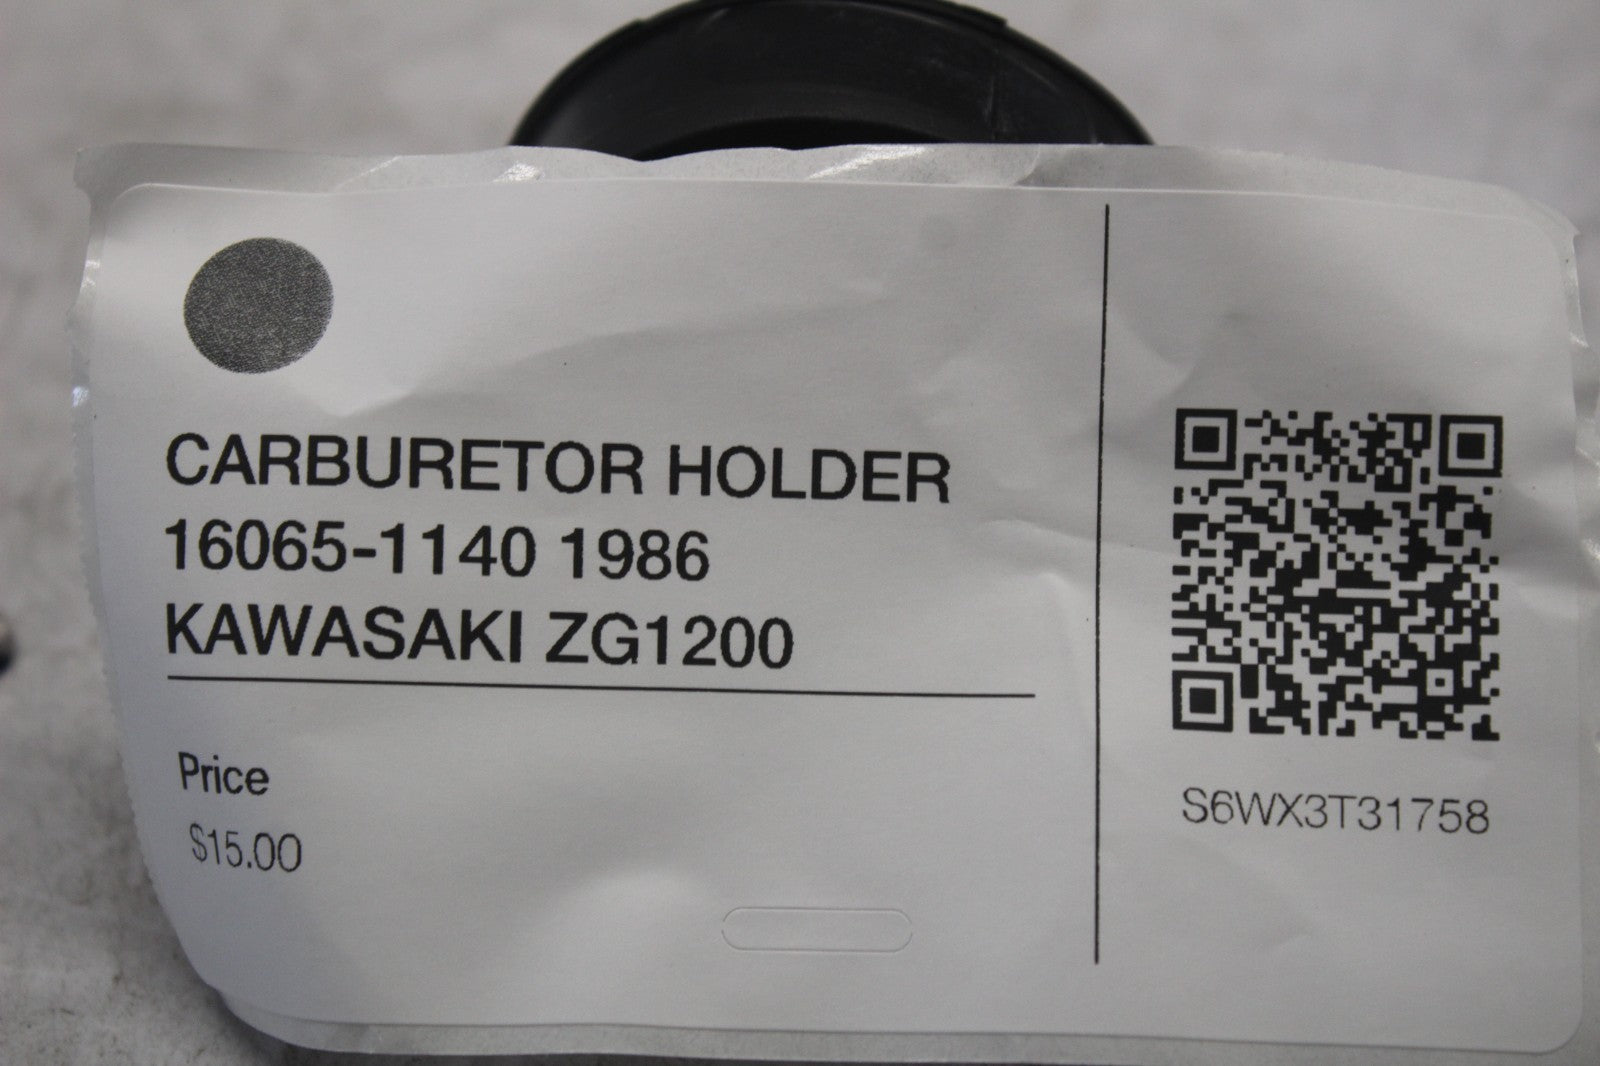 CARBURETOR HOLDER
16065-1140 1986
KAWASAKI ZG1200
Price
$15.00
S6WX3T31758